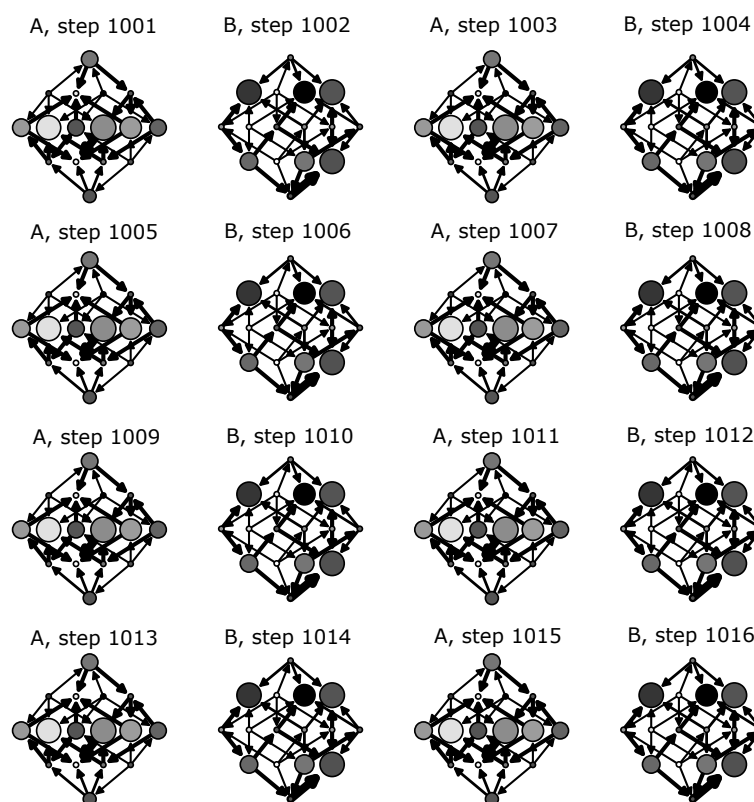 A, step 1001
B, step 1002
A, step 1003
B, step 1004
A, step 1005
B, step 1006
A, step 1007
B, step 1008
A, step 1009
B, step 1010
A, step 1011
B, step 1012
A, step 1013
B, step 1014
A, step 1015
B, step 1016